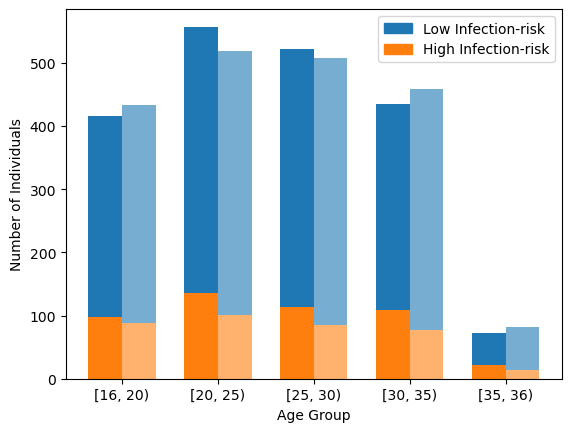 Low Infection-risk
High Infection-risk
Number of Individuals
500
400
300
200
100
0
[16, 20)
[20, 25)
[25, 30)
[30, 35)
[35, 36)
Age Group